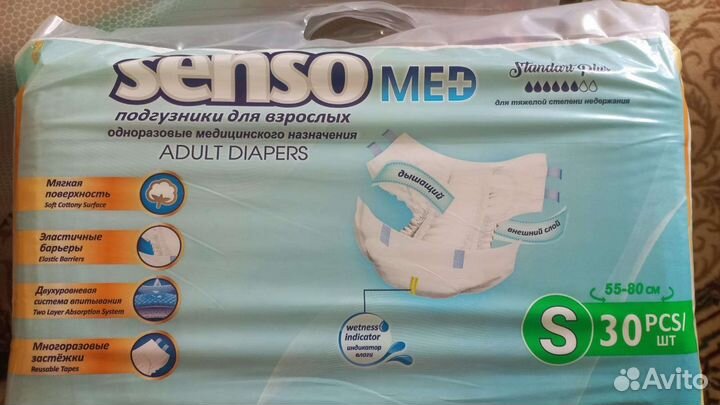 senso MED
Standart Plus
для тяжелой степени недержания
подгузники для взрослых
одноразовые медицинского назначения
ADULT DIAPERS
Мягкая
поверхность
Soft Cottony Surface
Эластичные
барьеры
Elastic Barriers
Двухуровневая
система впитывания
Two Layer Absorption System
Многоразовые
застёжки
Reusable Tapes
дышащий
внешний слой
wetness
indicator
индикатор
влаги
55-80 см
S
30 PCS/
шт
Avito